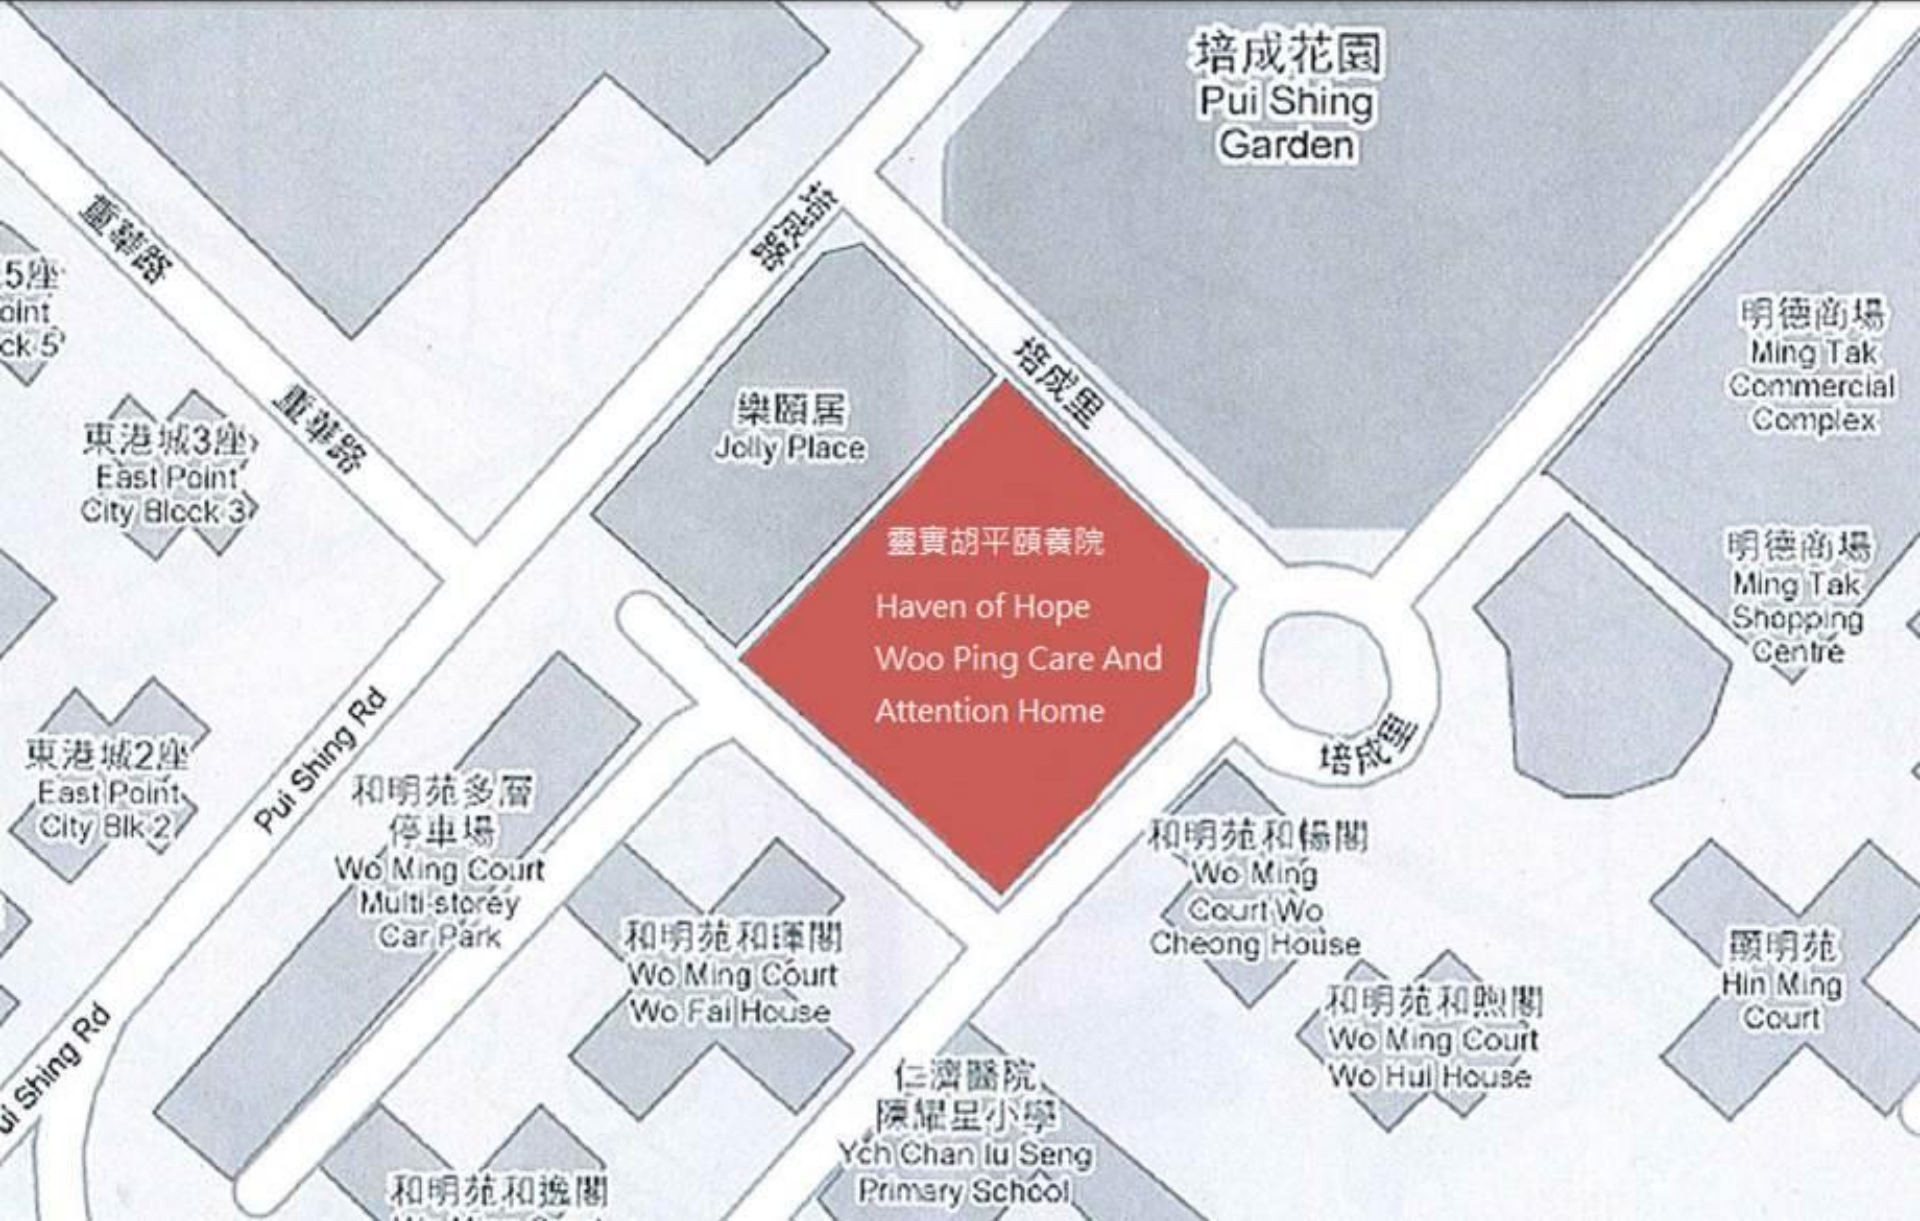 培成花園
Pui Shing
Garden
重華路
培成路
5座
oint
ck 5
明德商場
Ming Tak
Commercial
Complex
培成里
重華路
樂頤居
Jolly Place
東港城3座
East Point
City Block 3
靈實胡平頤養院
Haven of Hope
Woo Ping Care And
Attention Home
明德商場
Ming Tak
Shopping
Centre
Pui Shing Rd
培成里
東港城2座
East Point
City Blk 2
和明苑多層
停車場
Wo Ming Court
Multi-storey
Car Park
和明苑和暢閣
Wo Ming
Court Wo
Cheong House
和明苑和暉閣
Wo Ming Court
Wo Fai House
顯明苑
Hin Ming
Court
和明苑和煦閣
Wo Ming Court
Wo Hui House
ui Shing Rd
仁濟醫院
陳耀星小學
Ych Chan Iu Seng
Primary School
和明苑和逸閣